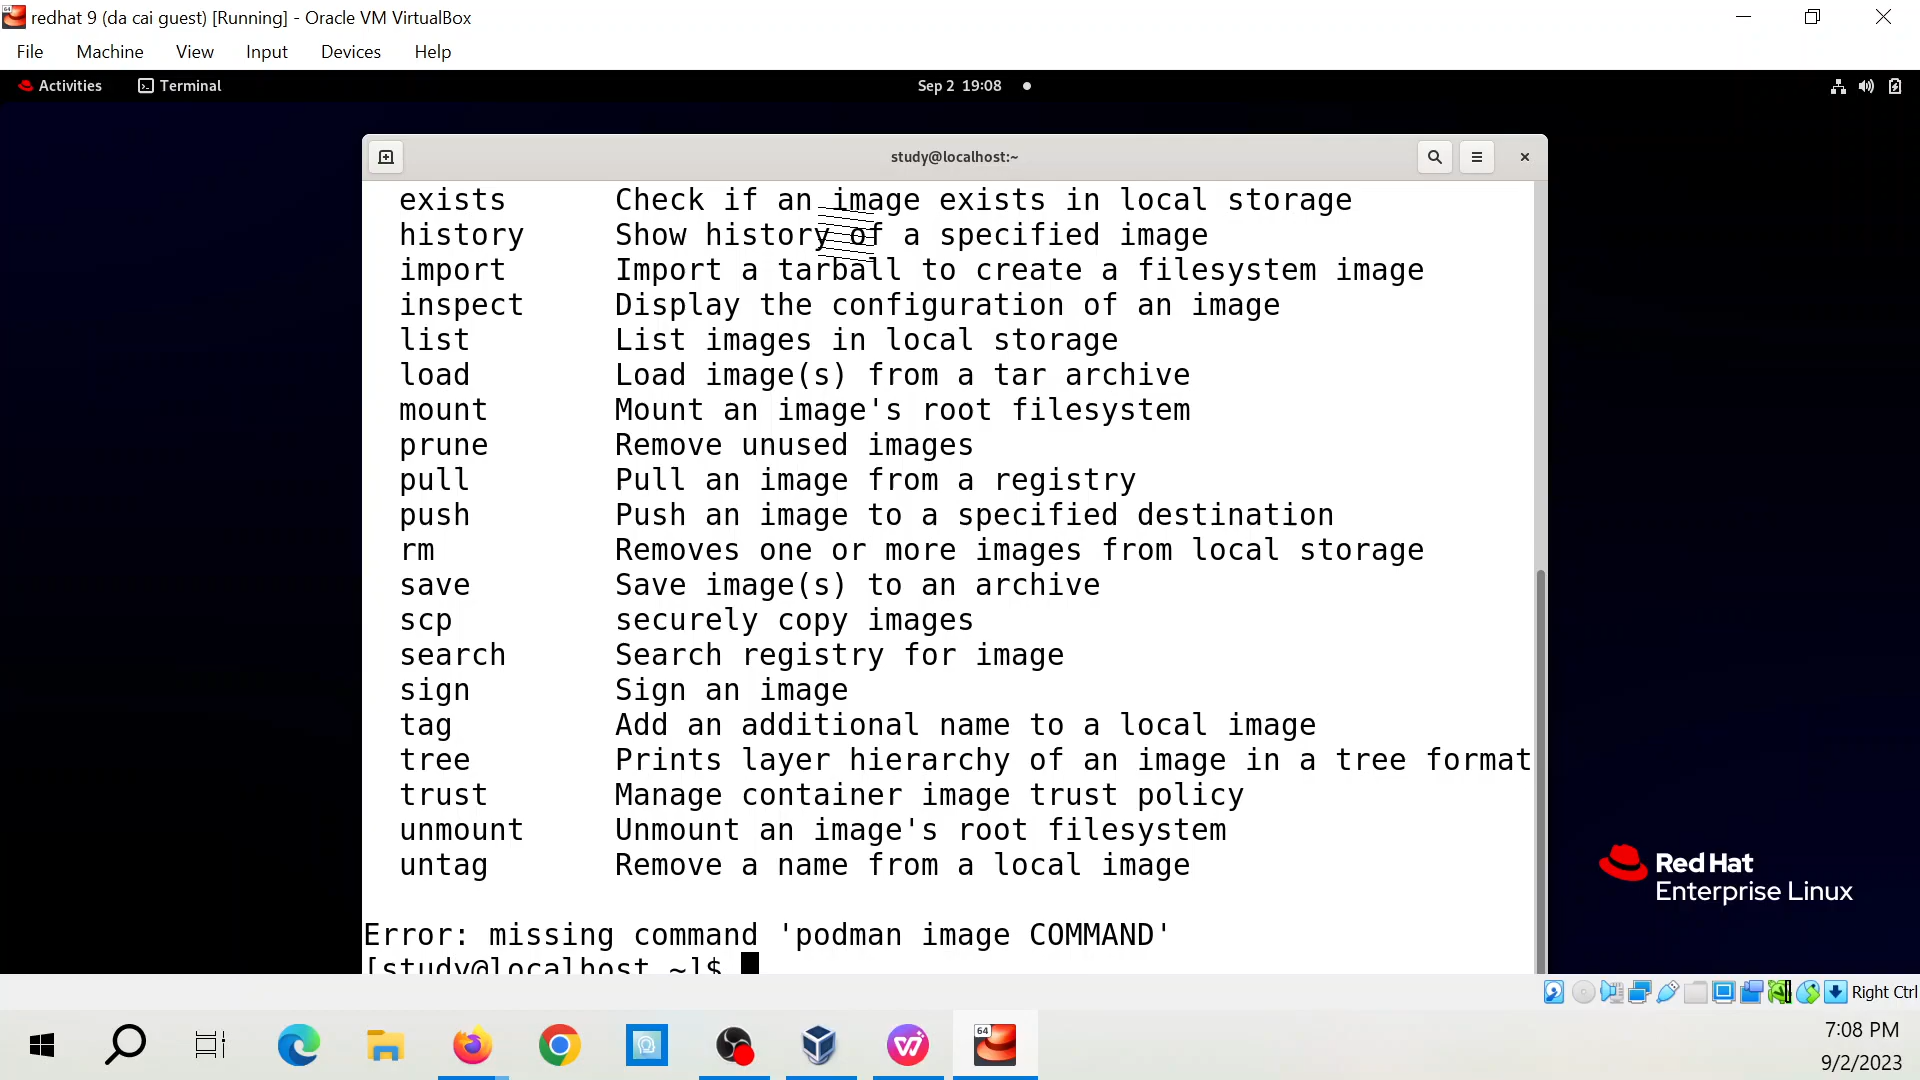 redhat 9 (da cai guest) [Running] - Oracle VM VirtualBox
File Machine View Input Devices Help
Activities Terminal Sep 2 19:08
study@localhost:~
exists Check if an image exists in local storage
history Show history of a specified image
import Import a tarball to create a filesystem image
inspect Display the configuration of an image
list List images in local storage
load Load image(s) from a tar archive
mount Mount an image's root filesystem
prune Remove unused images
pull Pull an image from a registry
push Push an image to a specified destination
rm Removes one or more images from local storage
save Save image(s) to an archive
scp securely copy images
search Search registry for image
sign Sign an image
tag Add an additional name to a local image
tree Prints layer hierarchy of an image in a tree format
trust Manage container image trust policy
unmount Unmount an image's root filesystem
untag Remove a name from a local image
Error: missing command 'podman image COMMAND'
[study@localhost ~]$
Red Hat
Enterprise Linux
Right Ctrl
64
7:08 PM
9/2/2023